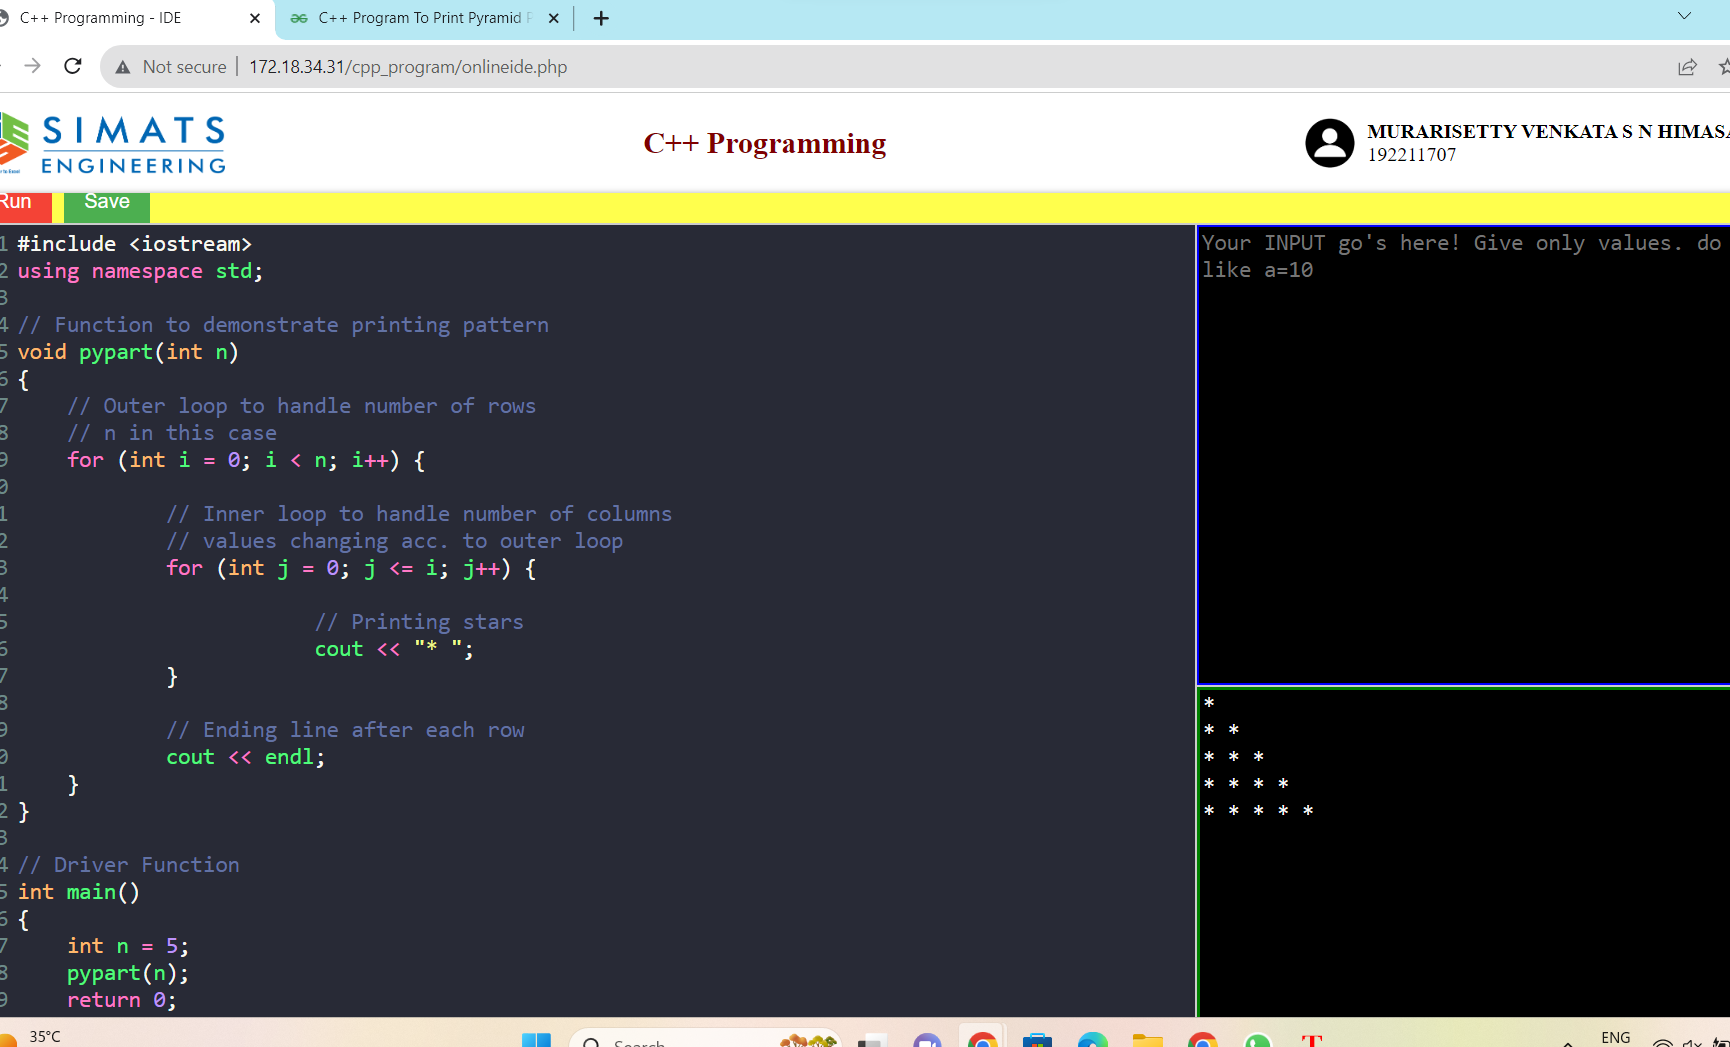 C++ Programming - IDE
C++ Program To Print Pyramid
Not secure
172.18.34.31/cpp_program/onlineide.php
SIMATS
ENGINEERING
C++ Programming
MURARISETTY VENKATA S N HIMAS
192211707
Run
Save
1 #include <iostream>
2 using namespace std;
3
4 // Function to demonstrate printing pattern
5 void pypart(int n)
6 {
7 // Outer loop to handle number of rows
8 // n in this case
9 for (int i = 0; i < n; i++) {
0
1 // Inner loop to handle number of columns
2 // values changing acc. to outer loop
3 for (int j = 0; j <= i; j++) {
4
5 // Printing stars
6 cout << "* ";
7 }
8
9 // Ending line after each row
0 cout << endl;
1 }
2 }
3
4 // Driver Function
5 int main()
6 {
7 int n = 5;
8 pypart(n);
9 return 0;
Your INPUT go's here! Give only values. do
like a=10
*
* *
* * *
* * * *
* * * * *
35°C
Search
ENG